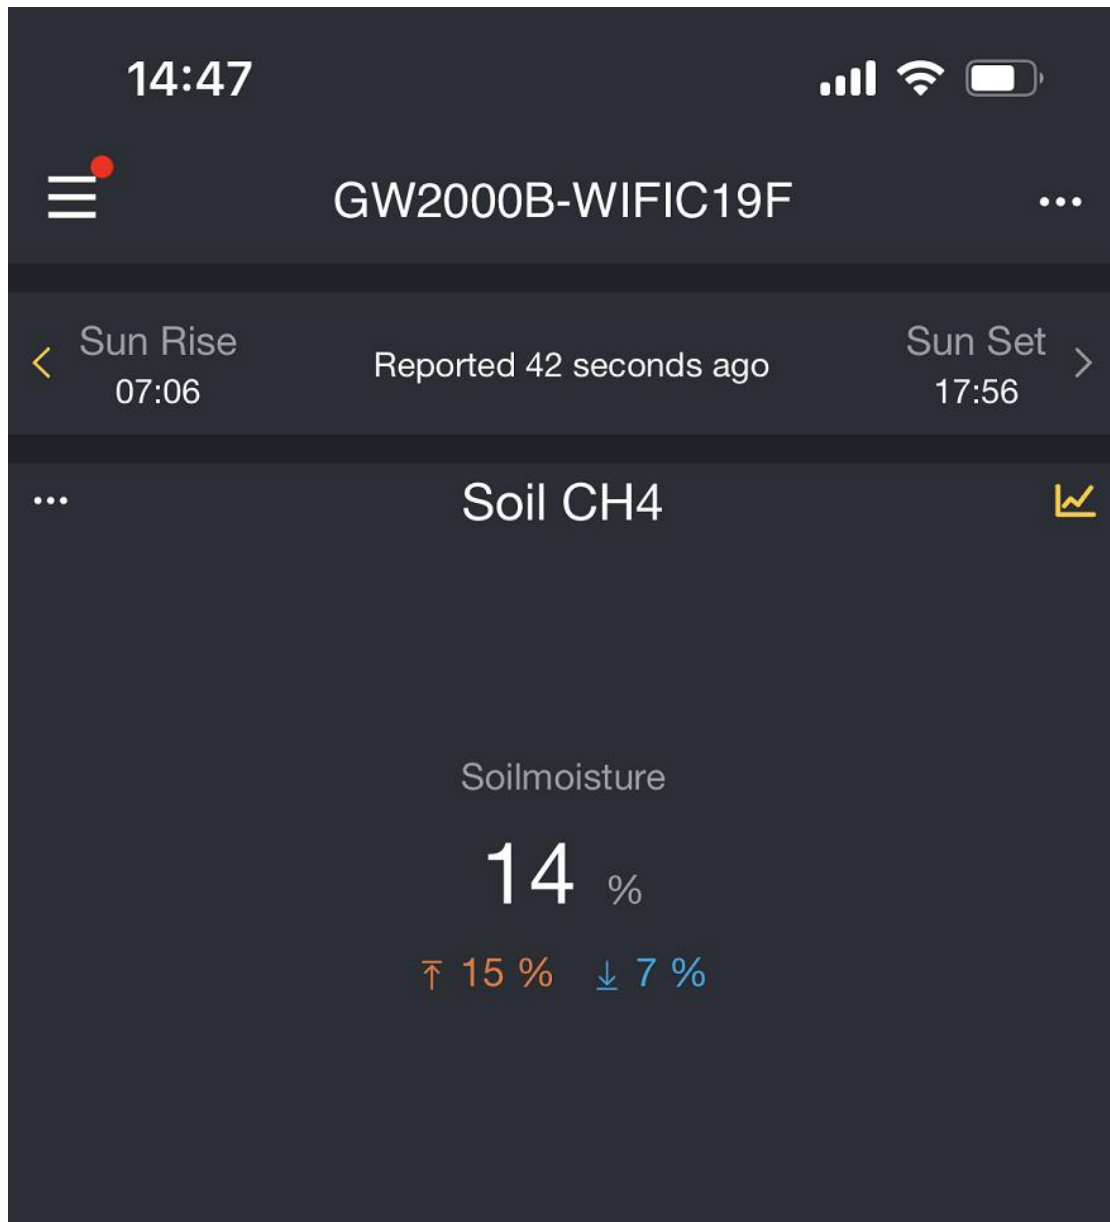 14:47
GW2000B-WIFIC19F
Sun Rise
07:06
Reported 42 seconds ago
Sun Set
17:56
Soil CH4
Soilmoisture
14 %
15 % 7 %